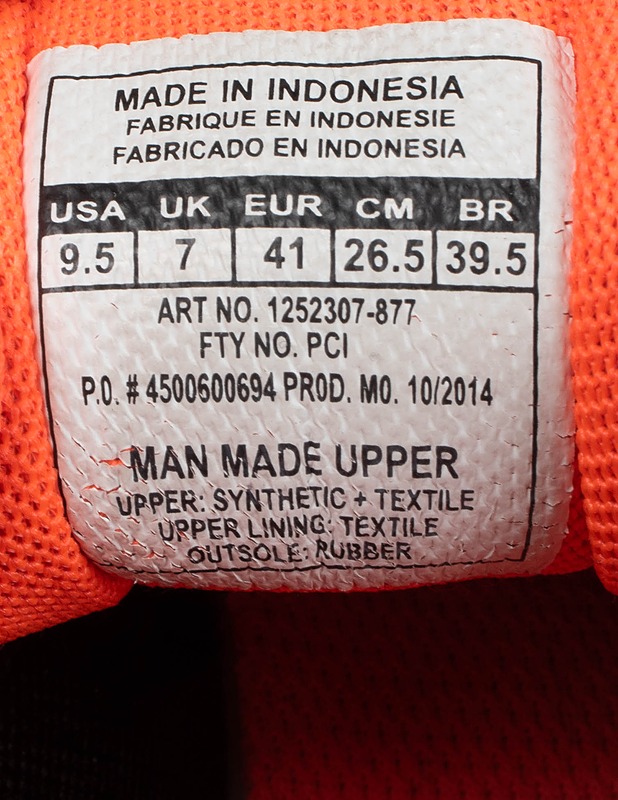 MADE IN INDONESIA
FABRIQUE EN INDONESIE
FABRICADO EN INDONESIA
USA UK EUR CM BR
9.5 7 41 26.5 39.5
ART NO. 1252307-877
FTY NO. PCI
P.O. # 4500600694 PROD. MO. 10/2014
MAN MADE UPPER
UPPER: SYNTHETIC + TEXTILE
UPPER LINING: TEXTILE
OUTSOLE: RUBBER